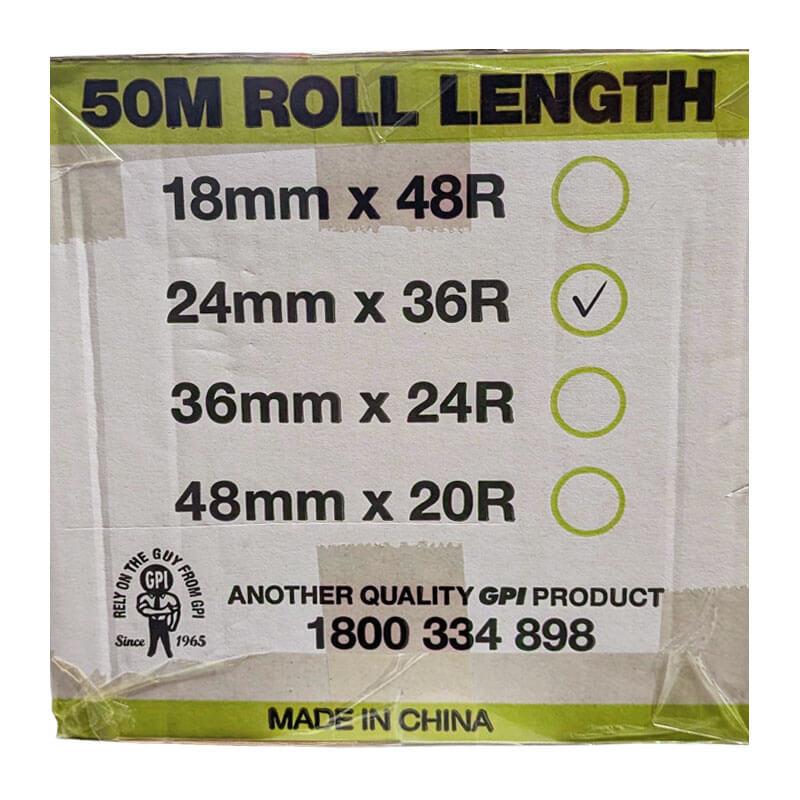 50M ROLL LENGTH
18mm x 48R
24mm x 36R
36mm x 24R
48mm x 20R
RELY ON THE GUY FROM GPI
GPI
Since 1965
ANOTHER QUALITY GPI PRODUCT
1800 334 898
MADE IN CHINA